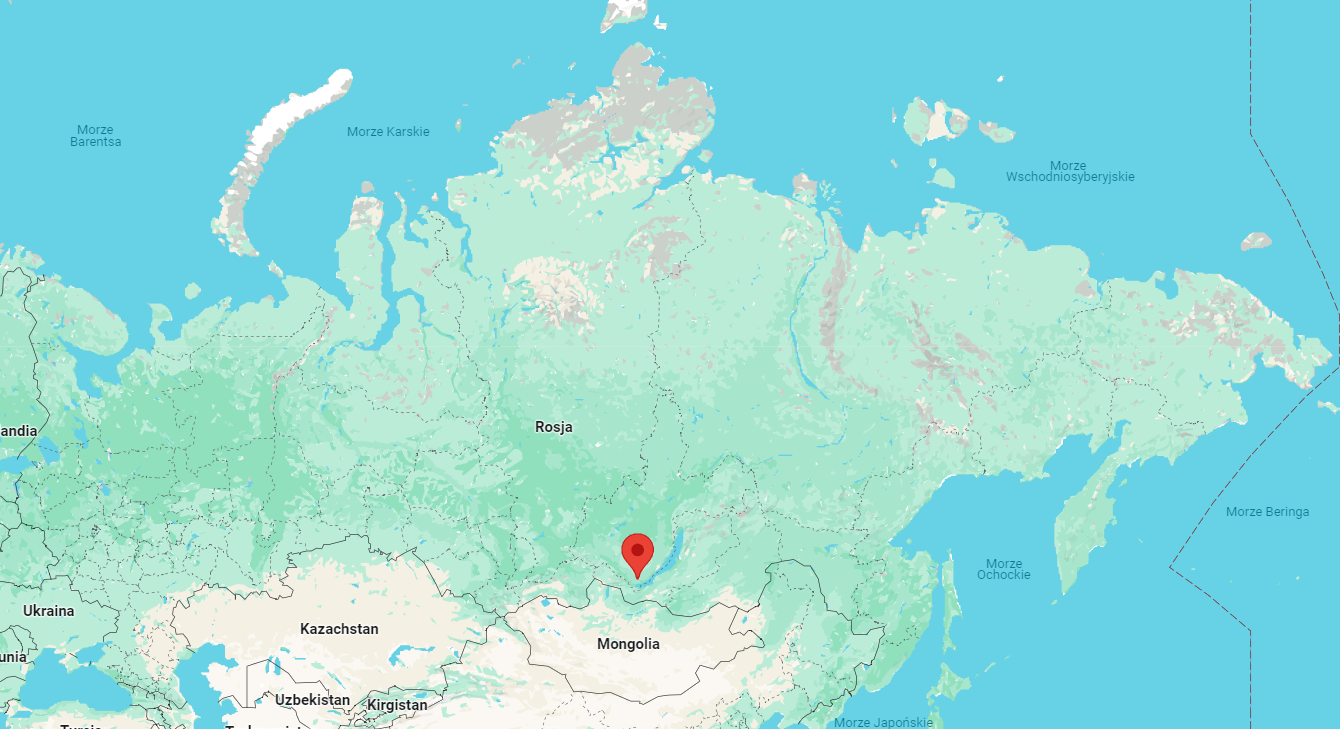 Morze
Barentsa
Morze Karskie
Morze
Wschodniosyberyjskie
andia
Rosja
Morze Beringa
Morze
Ochockie
Ukraina
Kazachstan
Mongolia
unia
Uzbekistan
Kirgistan
Morze Japoński